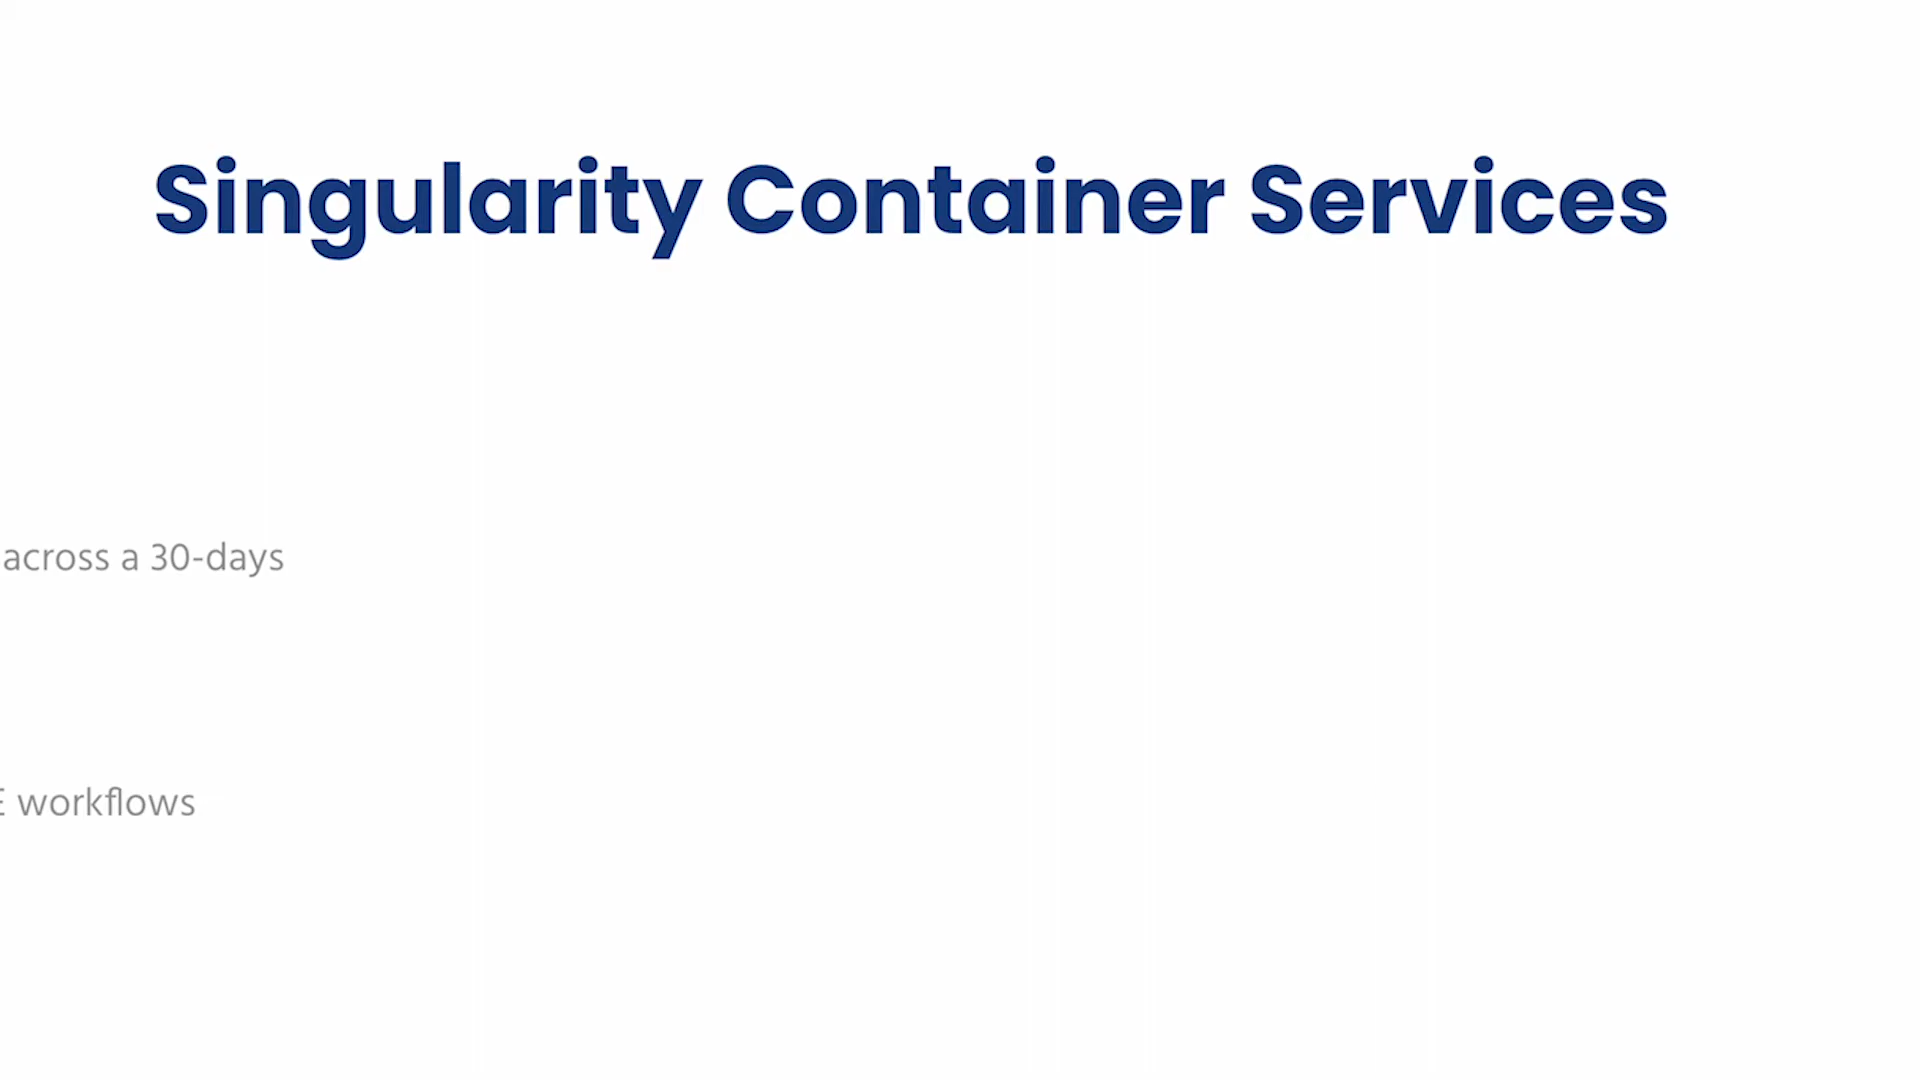 Singularity Container Services
across a 30-days
workflows